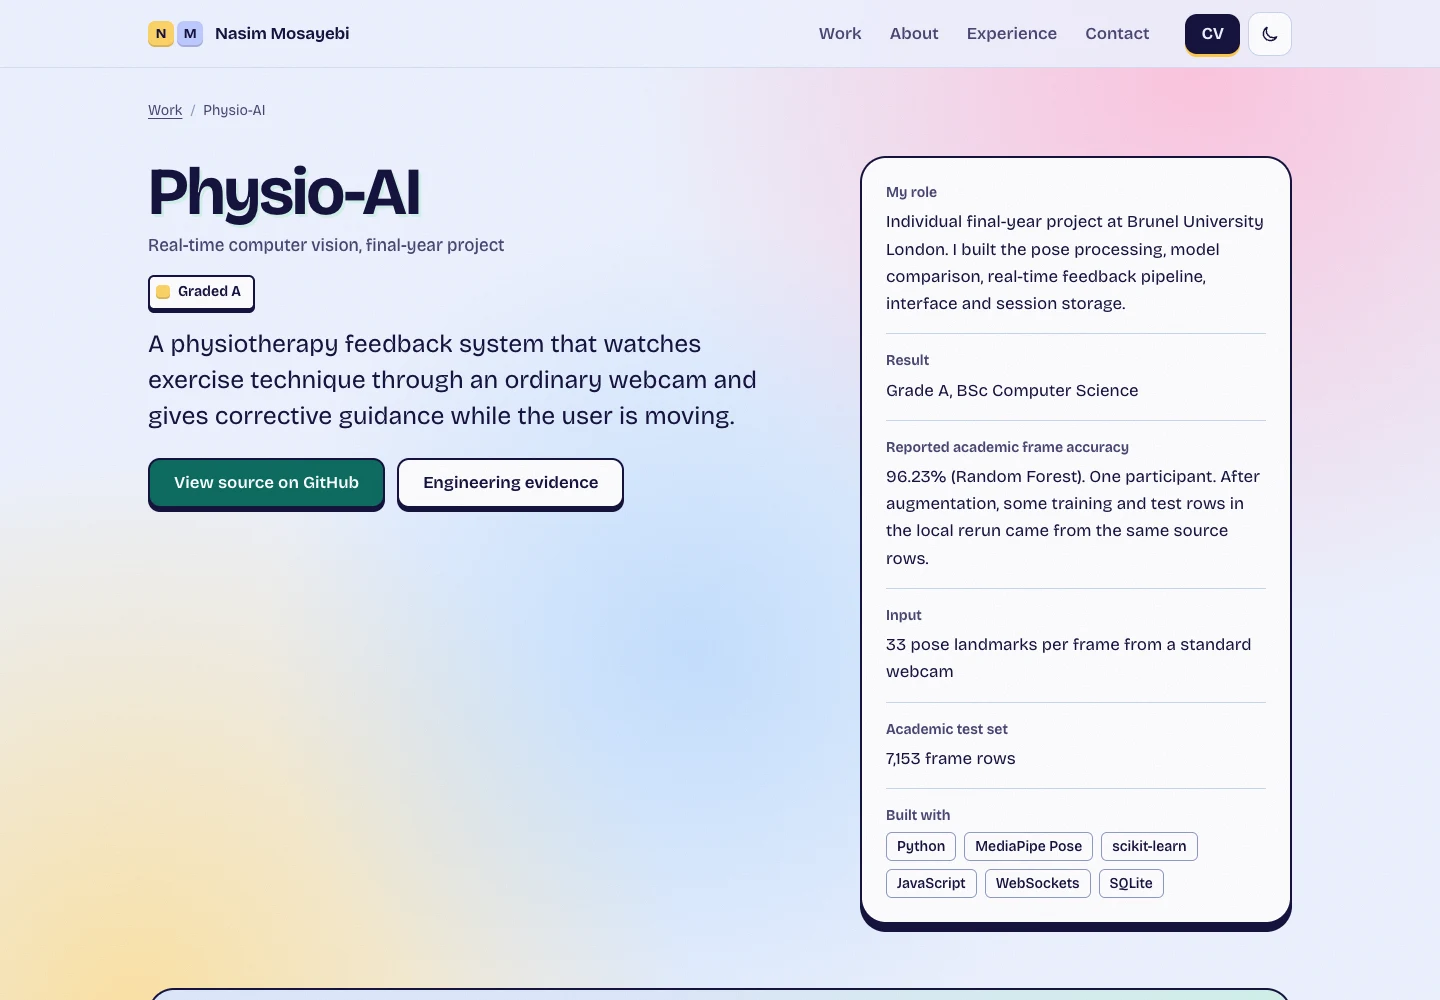 N M Nasim Mosayebi
Work About Experience Contact CV
Work / Physio-AI
Physio-AI
Real-time computer vision, final-year project
Graded A
A physiotherapy feedback system that watches
exercise technique through an ordinary webcam and
gives corrective guidance while the user is moving.
View source on GitHub
Engineering evidence
My role
Individual final-year project at Brunel University
London. I built the pose processing, model
comparison, real-time feedback pipeline,
interface and session storage.
Result
Grade A, BSc Computer Science
Reported academic frame accuracy
96.23% (Random Forest). One participant. After
augmentation, some training and test rows in
the local rerun came from the same source
rows.
Input
33 pose landmarks per frame from a standard
webcam
Academic test set
7,153 frame rows
Built with
Python MediaPipe Pose scikit-learn
JavaScript WebSockets SQLite